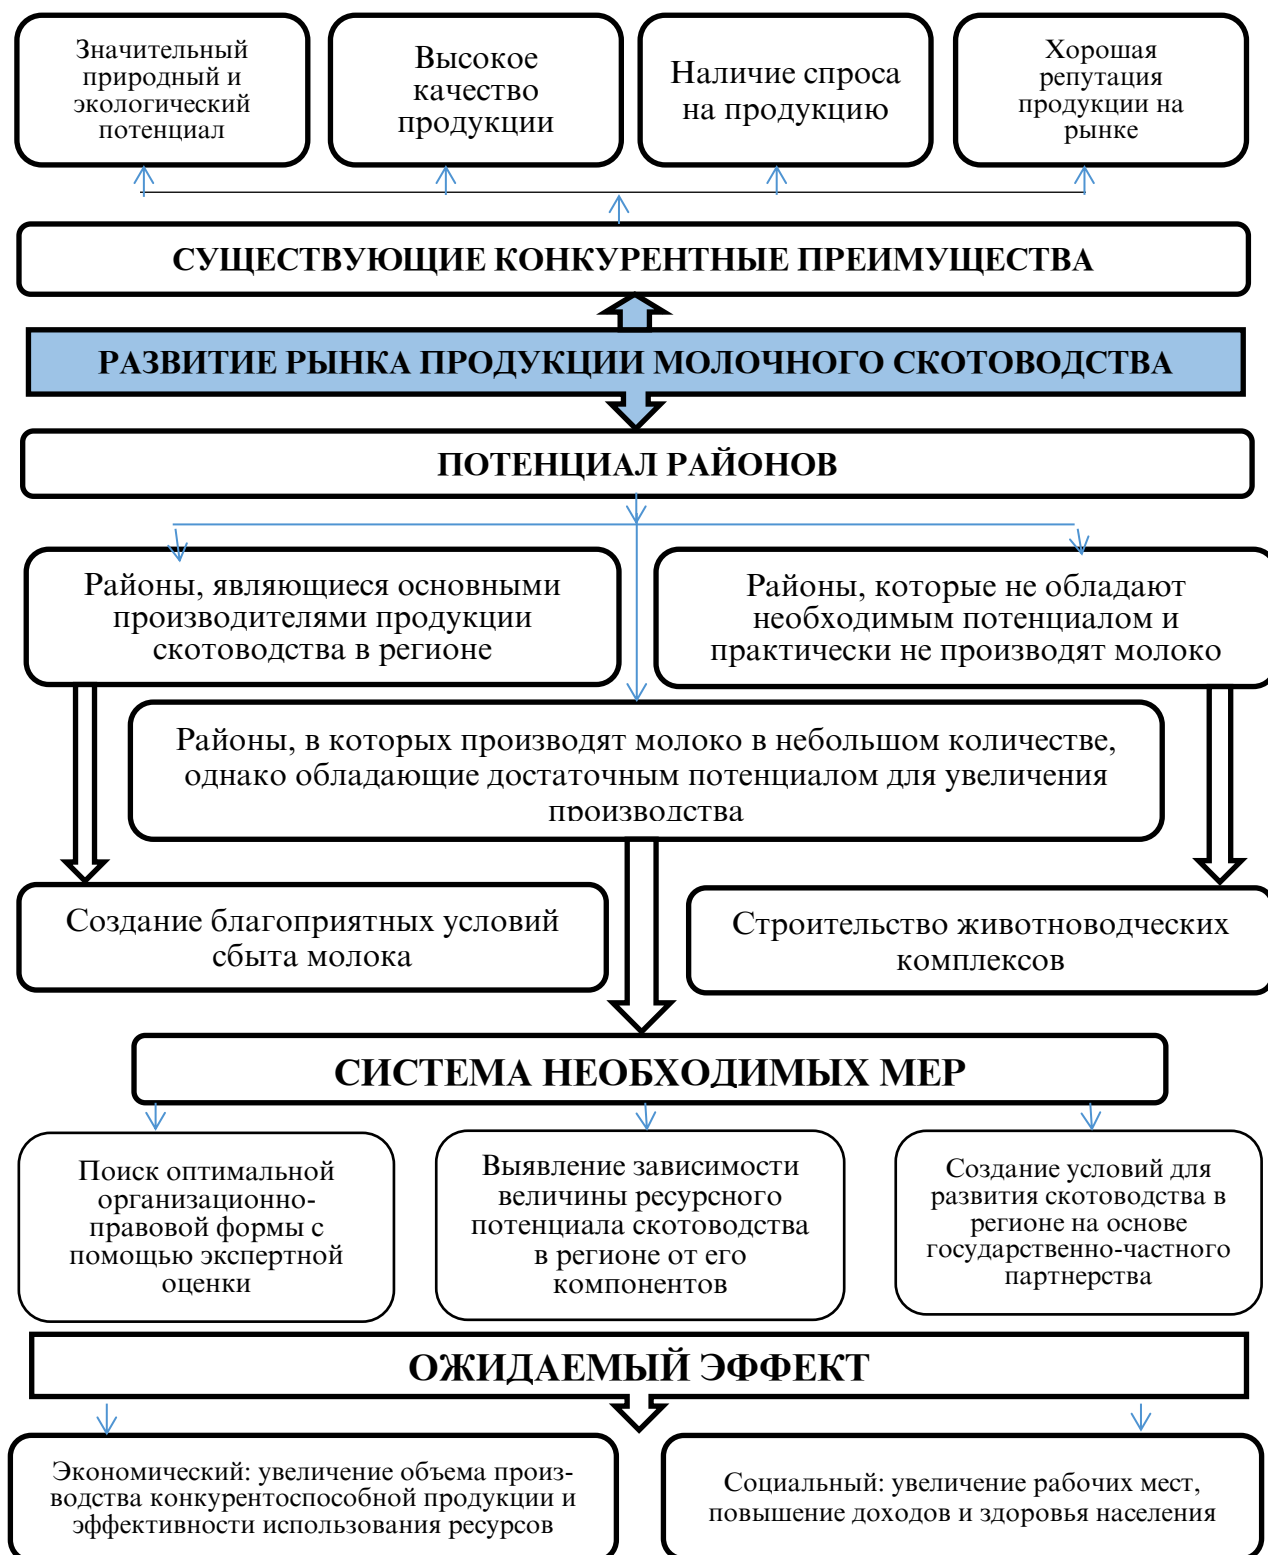 Значительный
природный и
экологический
потенциал
Высокое
качество
продукции
Наличие спроса
на продукцию
Хорошая
репутация
продукции на
рынке
СУЩЕСТВУЮЩИЕ КОНКУРЕНТНЫЕ ПРЕИМУЩЕСТВА
РАЗВИТИЕ РЫНКА ПРОДУКЦИИ МОЛОЧНОГО СКОТОВОДСТВА
ПОТЕНЦИАЛ РАЙОНОВ
Районы, являющиеся основными
производителями продукции
скотоводства в регионе
Районы, которые не обладают
необходимым потенциалом и
практически не производят молоко
Районы, в которых производят молоко в небольшом количестве,
однако обладающие достаточным потенциалом для увеличения
производства
Создание благоприятных условий
сбыта молока
Строительство животноводческих
комплексов
СИСТЕМА НЕОБХОДИМЫХ МЕР
Поиск оптимальной
организационно-
правовой формы с
помощью экспертной
оценки
Выявление зависимости
величины ресурсного
потенциала скотоводства
в регионе от его
компонентов
Создание условий для
развития скотоводства в
регионе на основе
государственно-частного
партнерства
ОЖИДАЕМЫЙ ЭФФЕКТ
Экономический: увеличение объема произ-
водства конкурентоспособной продукции и
эффективности использования ресурсов
Социальный: увеличение рабочих мест,
повышение доходов и здоровья населения